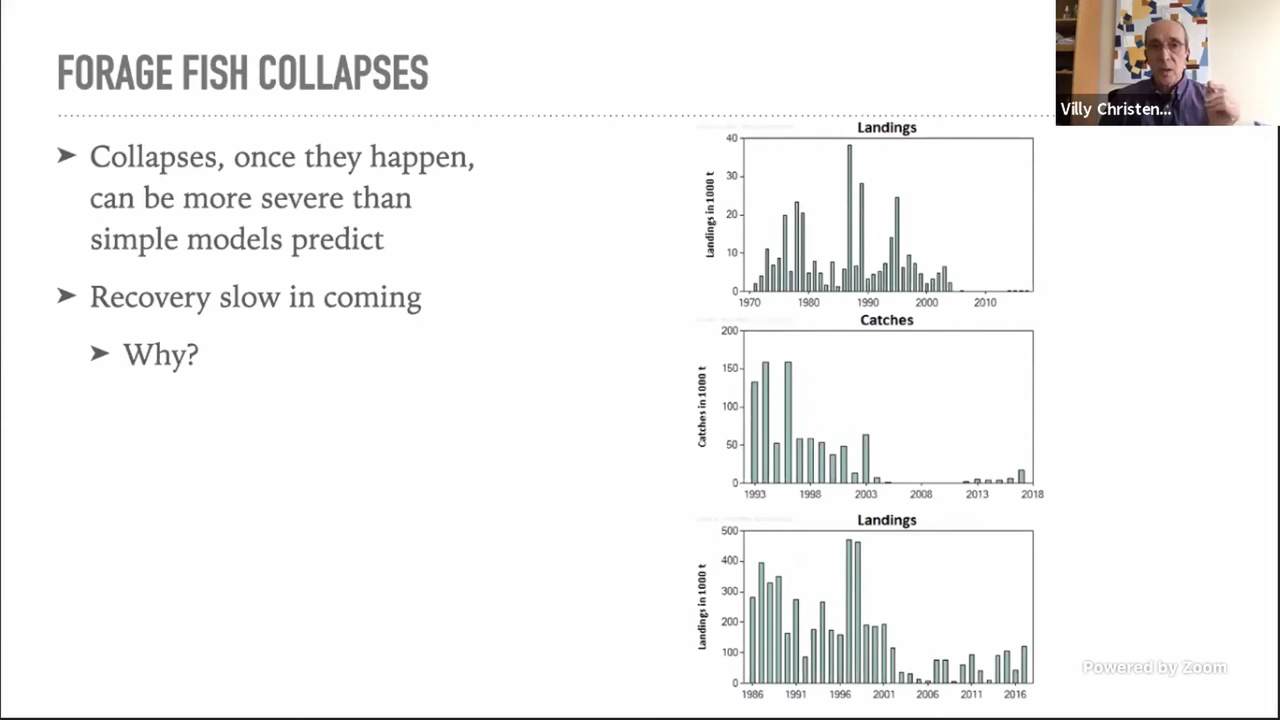 FORAGE FISH COLLAPSES
Villy Christen...
➤ Collapses, once they happen,
can be more severe than
simple models predict
➤ Recovery slow in coming
➤ Why?
Landings
Landings in 1000 t
40
30
20
10
0
1970 1980 1990 2000 2010
Catches
Catches in 1000 t
200
150
100
50
0
1993 1998 2003 2008 2013 2018
Landings
Landings in 1000 t
500
400
300
200
100
0
1986 1991 1996 2001 2006 2011 2016
Powered by Zoom